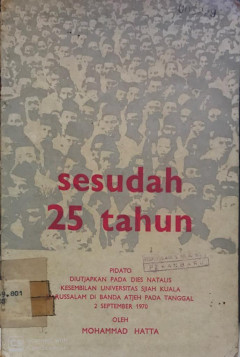 sesudah
25 tahun
PIDATO
DIUTJAPKAN PADA DIES NATALIS
KESEMBILAN UNIVERSITAS SJIAH KUALA
DARUSSALAM DI BANDA ATJEH PADA TANGGAL
2 SEPTEMBER 1970
OLEH
MOHAMMAD HATTA